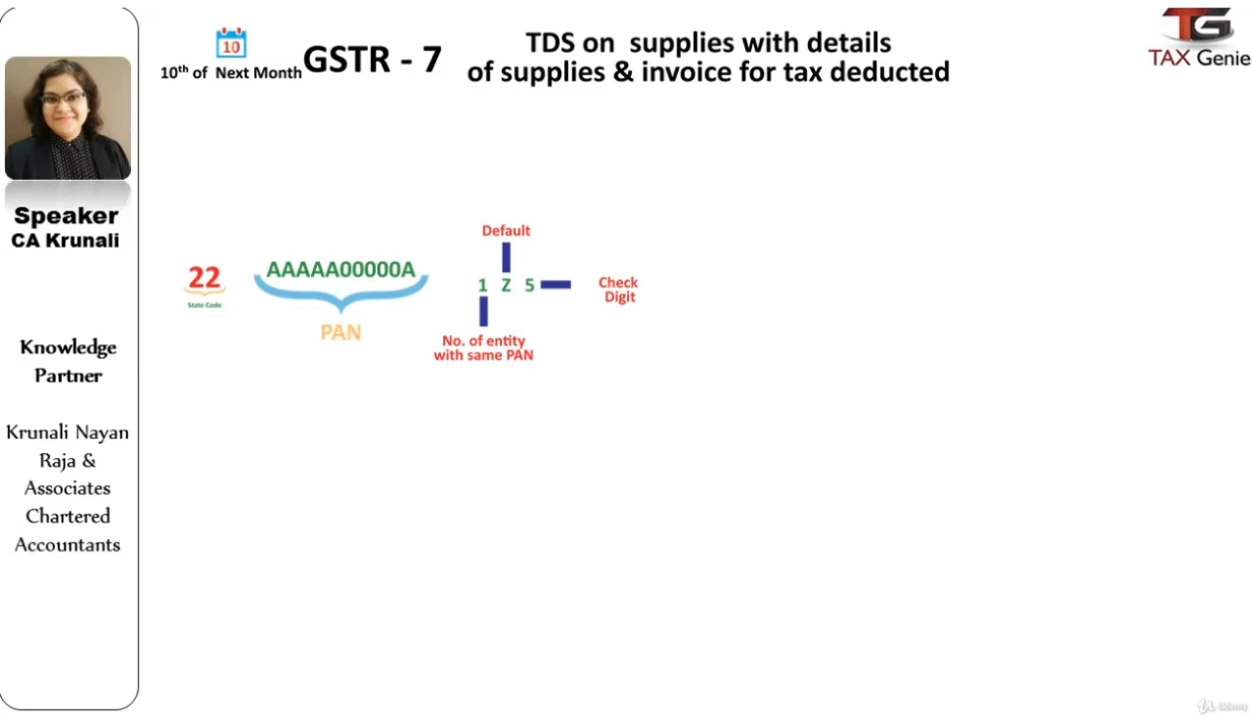 10
10th of Next Month
GSTR - 7
TDS on supplies with details
of supplies & invoice for tax deducted
TG
TAX Genie
Speaker
CA Krunali
Knowledge
Partner
Krunali Nayan
Raja &
Associates
Chartered
Accountants
22
State Code
AAAAA00000A
PAN
Default
1 Z 5
Check
Digit
No. of entity
with same PAN
Udemy